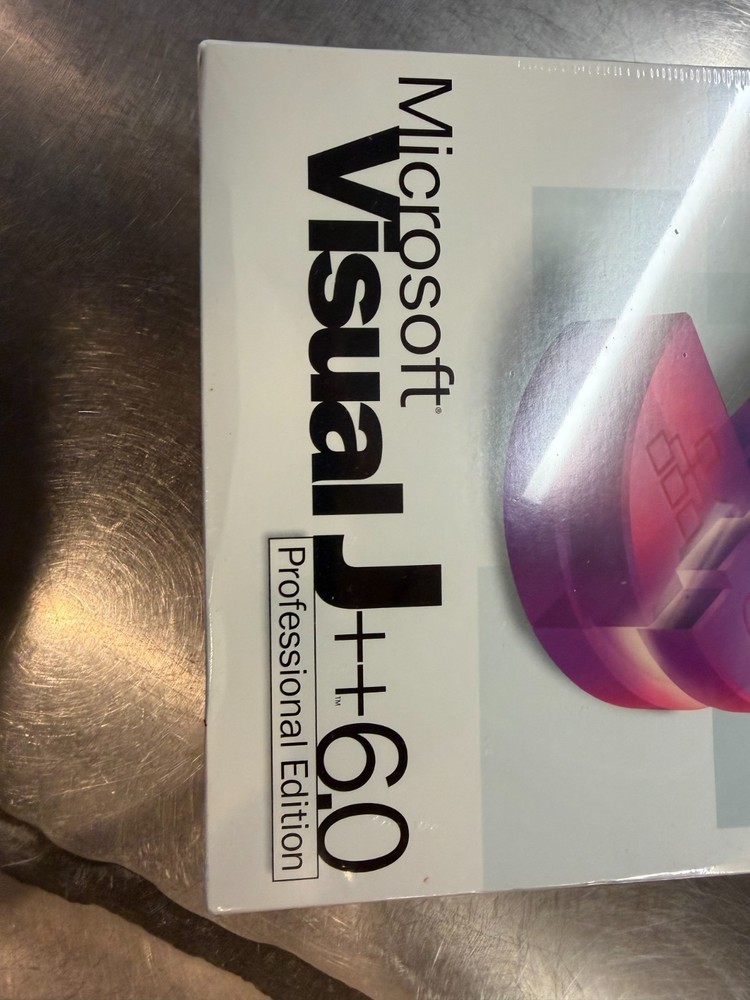 Microsoft®
Visual J++™ 6.0
Professional Edition